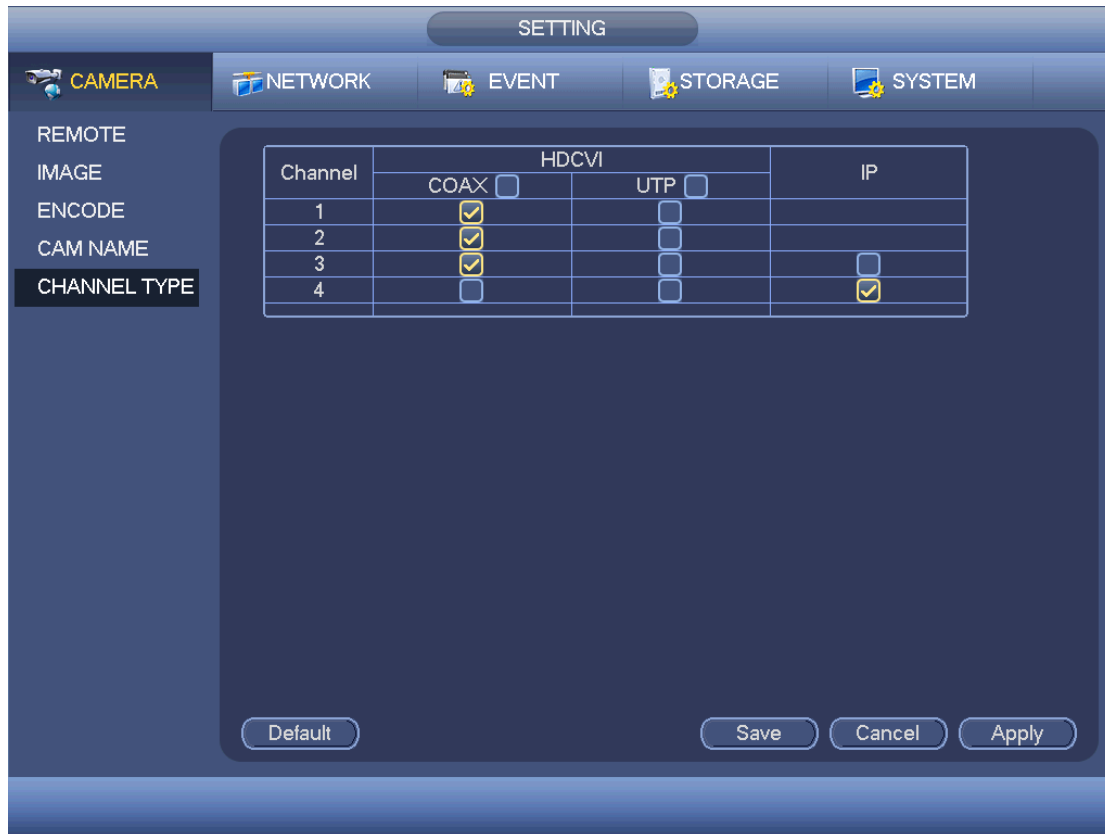 SETTING
CAMERA NETWORK EVENT STORAGE SYSTEM
REMOTE
IMAGE
ENCODE
CAM NAME
CHANNEL TYPE
Channel HDCVI IP
COAX UTP
1
2
3
4
Default Save Cancel Apply